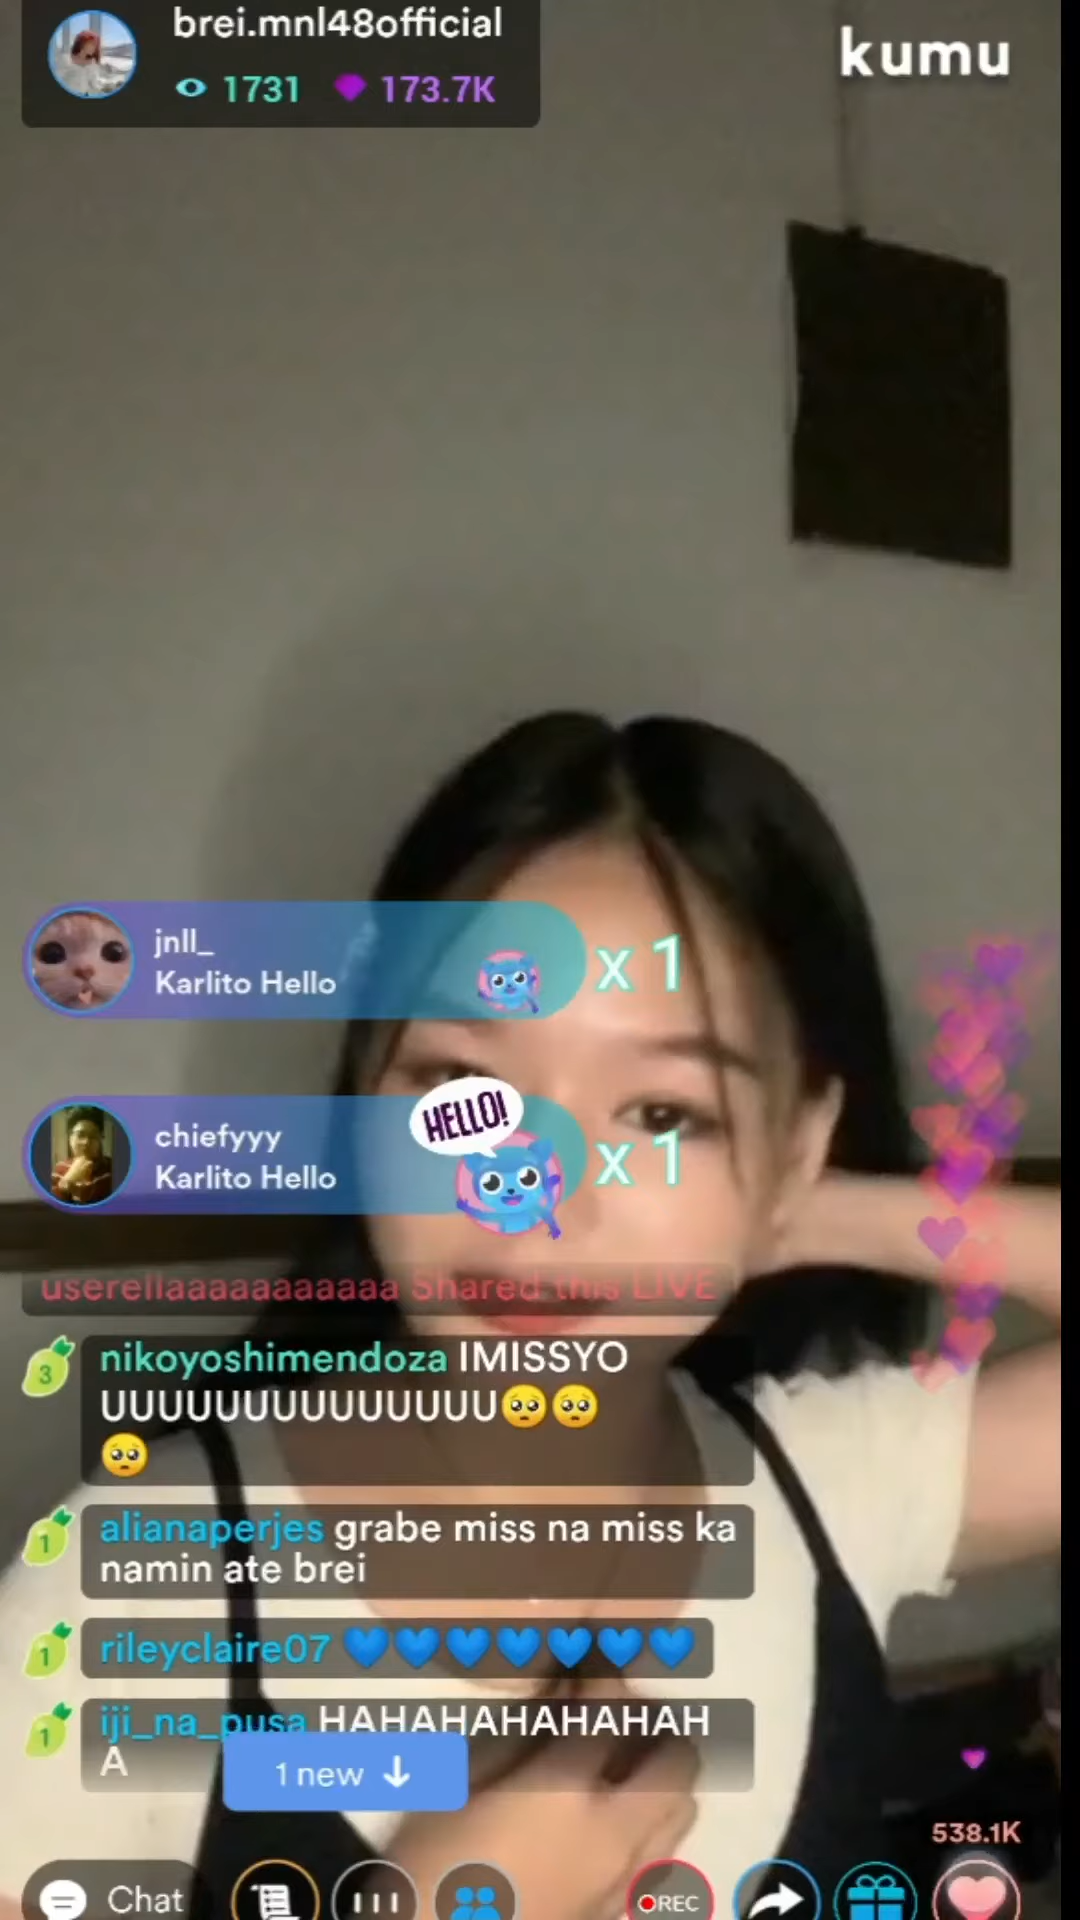 brei.mnl48official
kumu
1731 173.7K
jnll_
Karlito Hello
x 1
HELLO!
chiefyyy
Karlito Hello
x 1
userellaaaaaaaaaaa Shared this LIVE
3
nikoyoshimendoza IMISSYO
UUUUUUUUUUUUUU🥺🥺
🥺
1
alianaperjes grabe miss na miss ka
namin ate brei
1
rileyclaire07 💙💙💙💙💙💙💙
1
iji_na_pusa HAHAHAHAHAHAH
A
1 new ↓
538.1K
Chat
REC